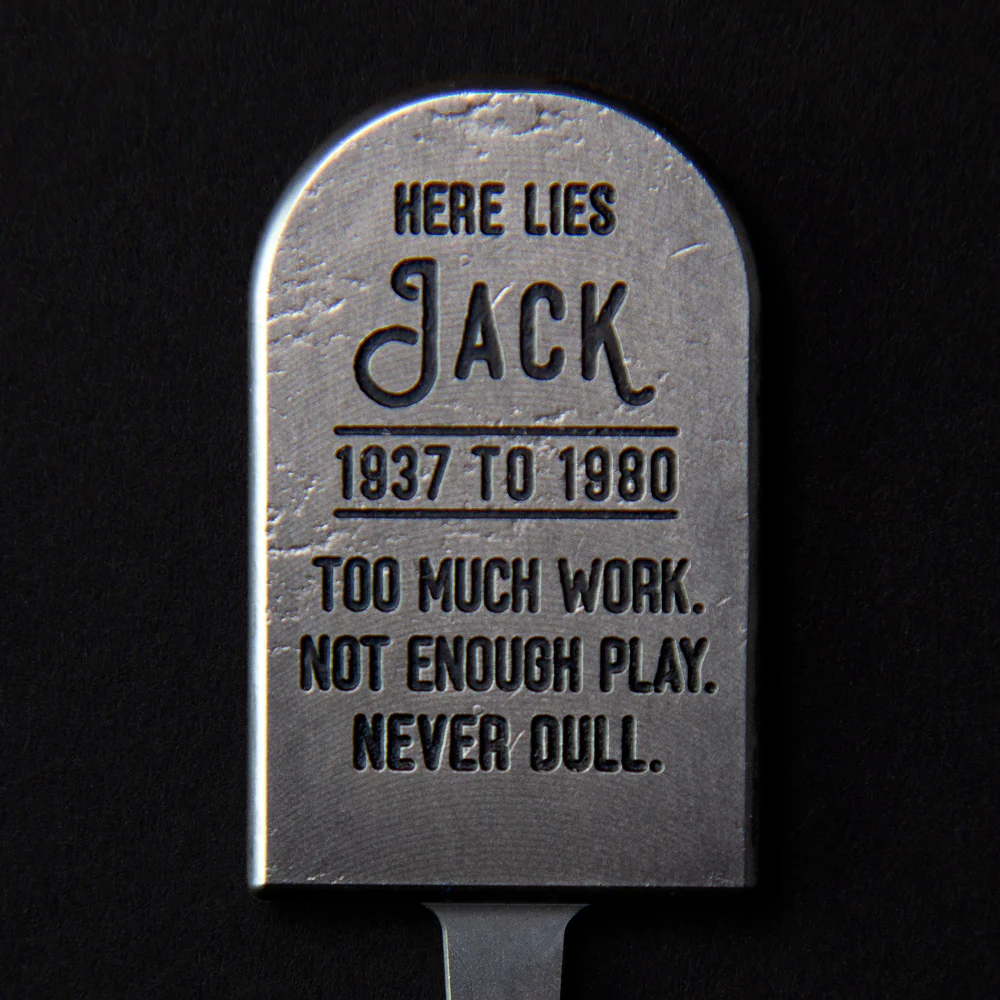 HERE LIES
JACK
1937 TO 1980
TOO MUCH WORK.
NOT ENOUGH PLAY.
NEVER DULL.